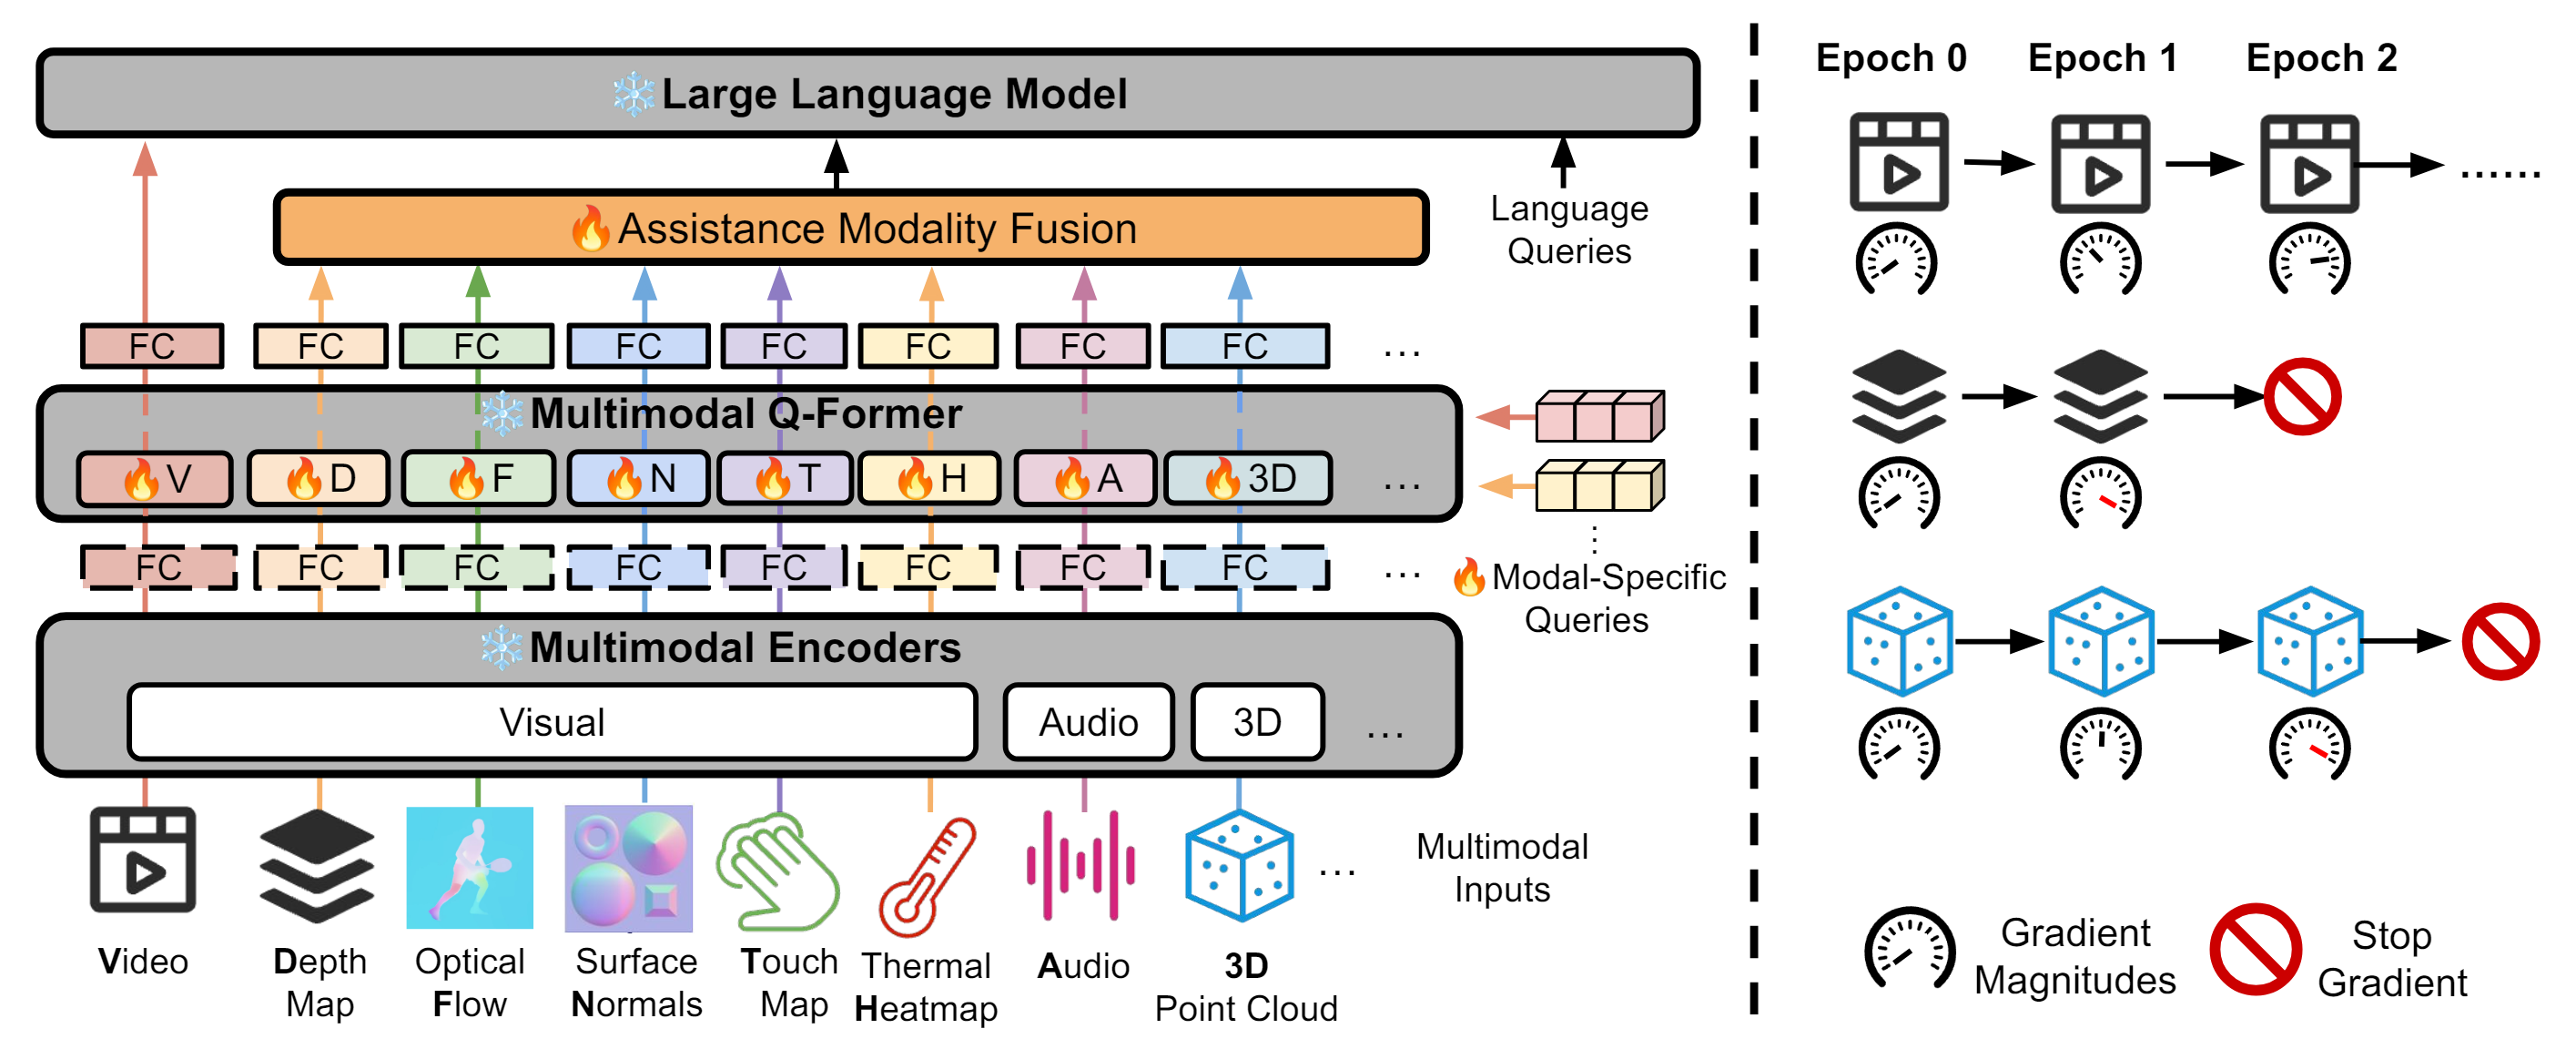 Large Language Model
Assistance Modality Fusion
Language
Queries
FC FC FC FC FC FC FC FC ...
Multimodal Q-Former
V D F N T H A 3D ...
FC FC FC FC FC FC FC FC ...
Modal-Specific
Queries
Multimodal Encoders
Visual Audio 3D ...
...
Multimodal
Inputs
Video
Depth
Map
Optical
Flow
Surface
Normals
Touch
Map
Thermal
Heatmap
Audio
3D
Point Cloud
Epoch 0 Epoch 1 Epoch 2
......
Gradient
Magnitudes
Stop
Gradient